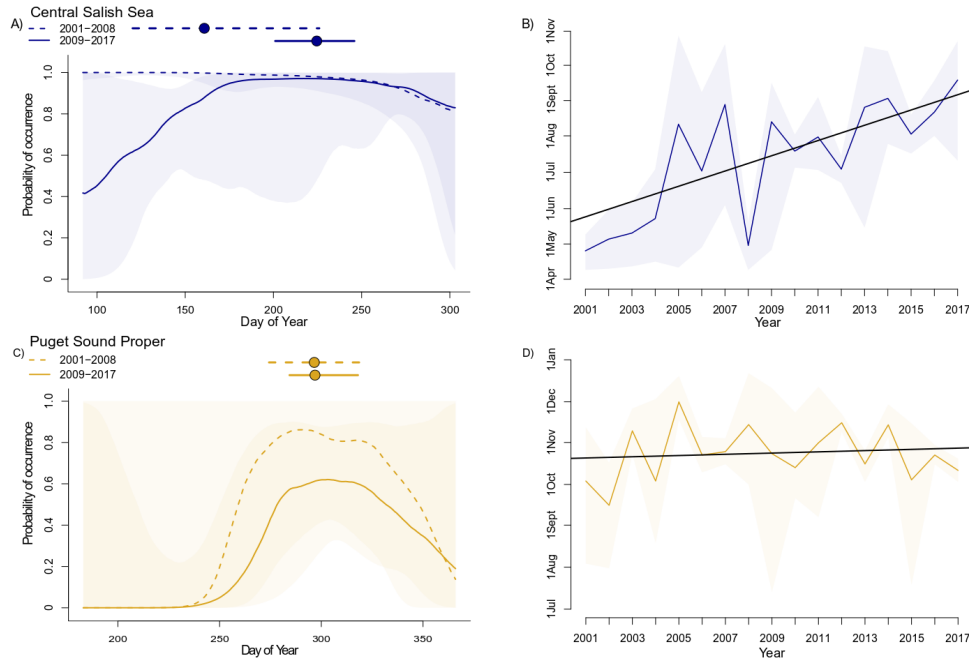 Central Salish Sea
A)
2001−2008
2009−2017
Probability of occurrence
1.0
0.8
0.6
0.4
0.2
0
100
150
200
250
300
Day of Year
B)
1Nov
1Oct
1Sept
1Aug
1Jul
1Jun
1May
1Apr
2001
2003
2005
2007
2009
2011
2013
2015
2017
Year
Puget Sound Proper
C)
2001−2008
2009−2017
Probability of occurrence
1.0
0.8
0.6
0.4
0.2
0
200
250
300
350
Day of Year
D)
1Jan
1Dec
1Nov
1Oct
1Sept
1Aug
1Jul
2001
2003
2005
2007
2009
2011
2013
2015
2017
Year